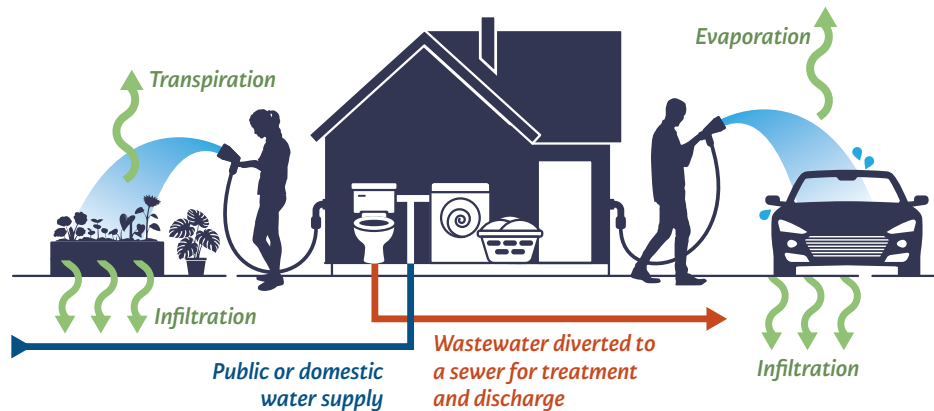 Evaporation
Transpiration
Infiltration
Public or domestic
water supply
Wastewater diverted to
a sewer for treatment
and discharge
Infiltration